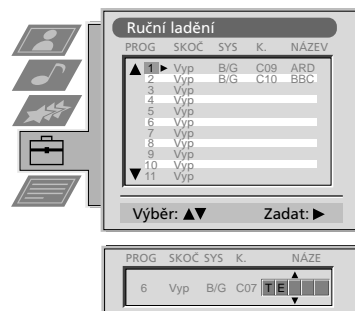 Ruční ladění
PROG SKOČ SYS K. NÁZEV
1 Vyp B/G C09 ARD
2 Vyp B/G C10 BBC
3 Vyp
4 Vyp
5 Vyp
6 Vyp
7 Vyp
8 Vyp
9 Vyp
10 Vyp
11 Vyp
Výběr: ▲▼ Zadat: ►
PROG SKOČ SYS K. NÁZE
6 Vyp B/G C07 T E